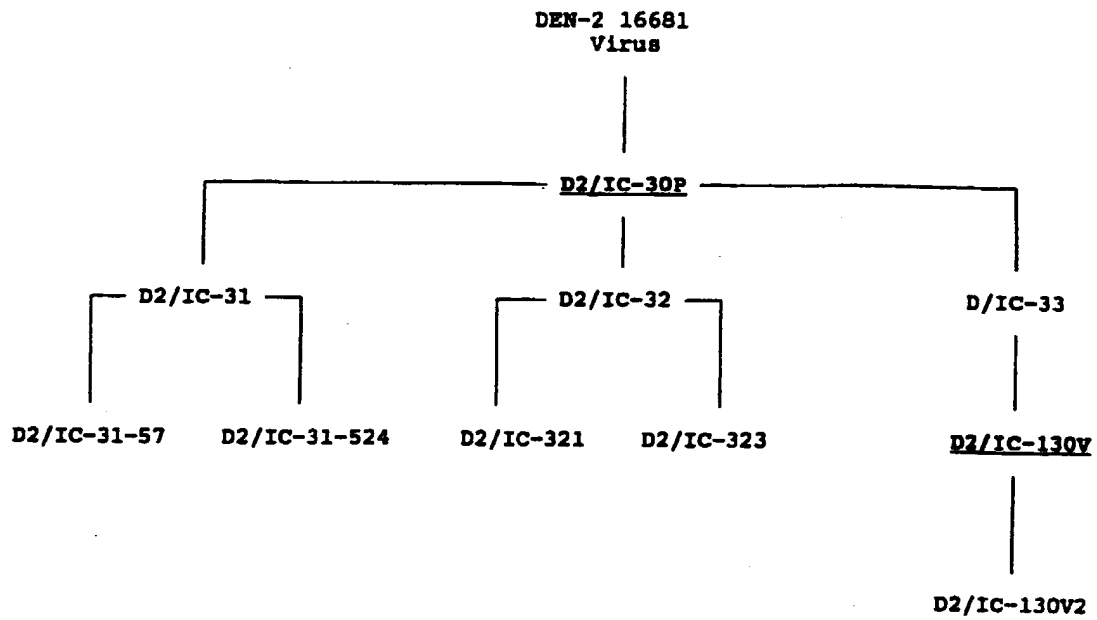 DEN-2 16681
Virus
D2/IC-30P
D2/IC-31
D2/IC-32
D/IC-33
D2/IC-31-57
D2/IC-31-524
D2/IC-321
D2/IC-323
D2/IC-130V
D2/IC-130V2